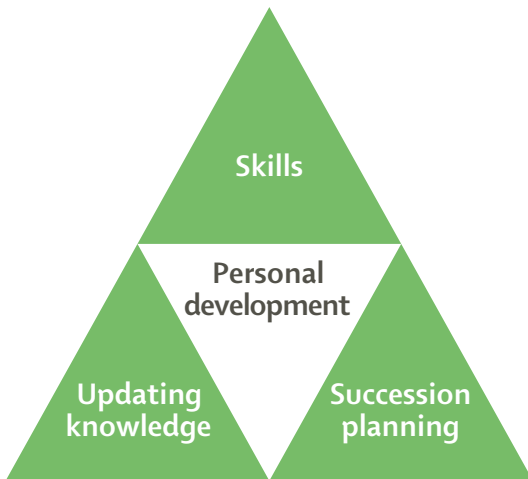 Skills
Personal
development
Updating
knowledge
Succession
planning